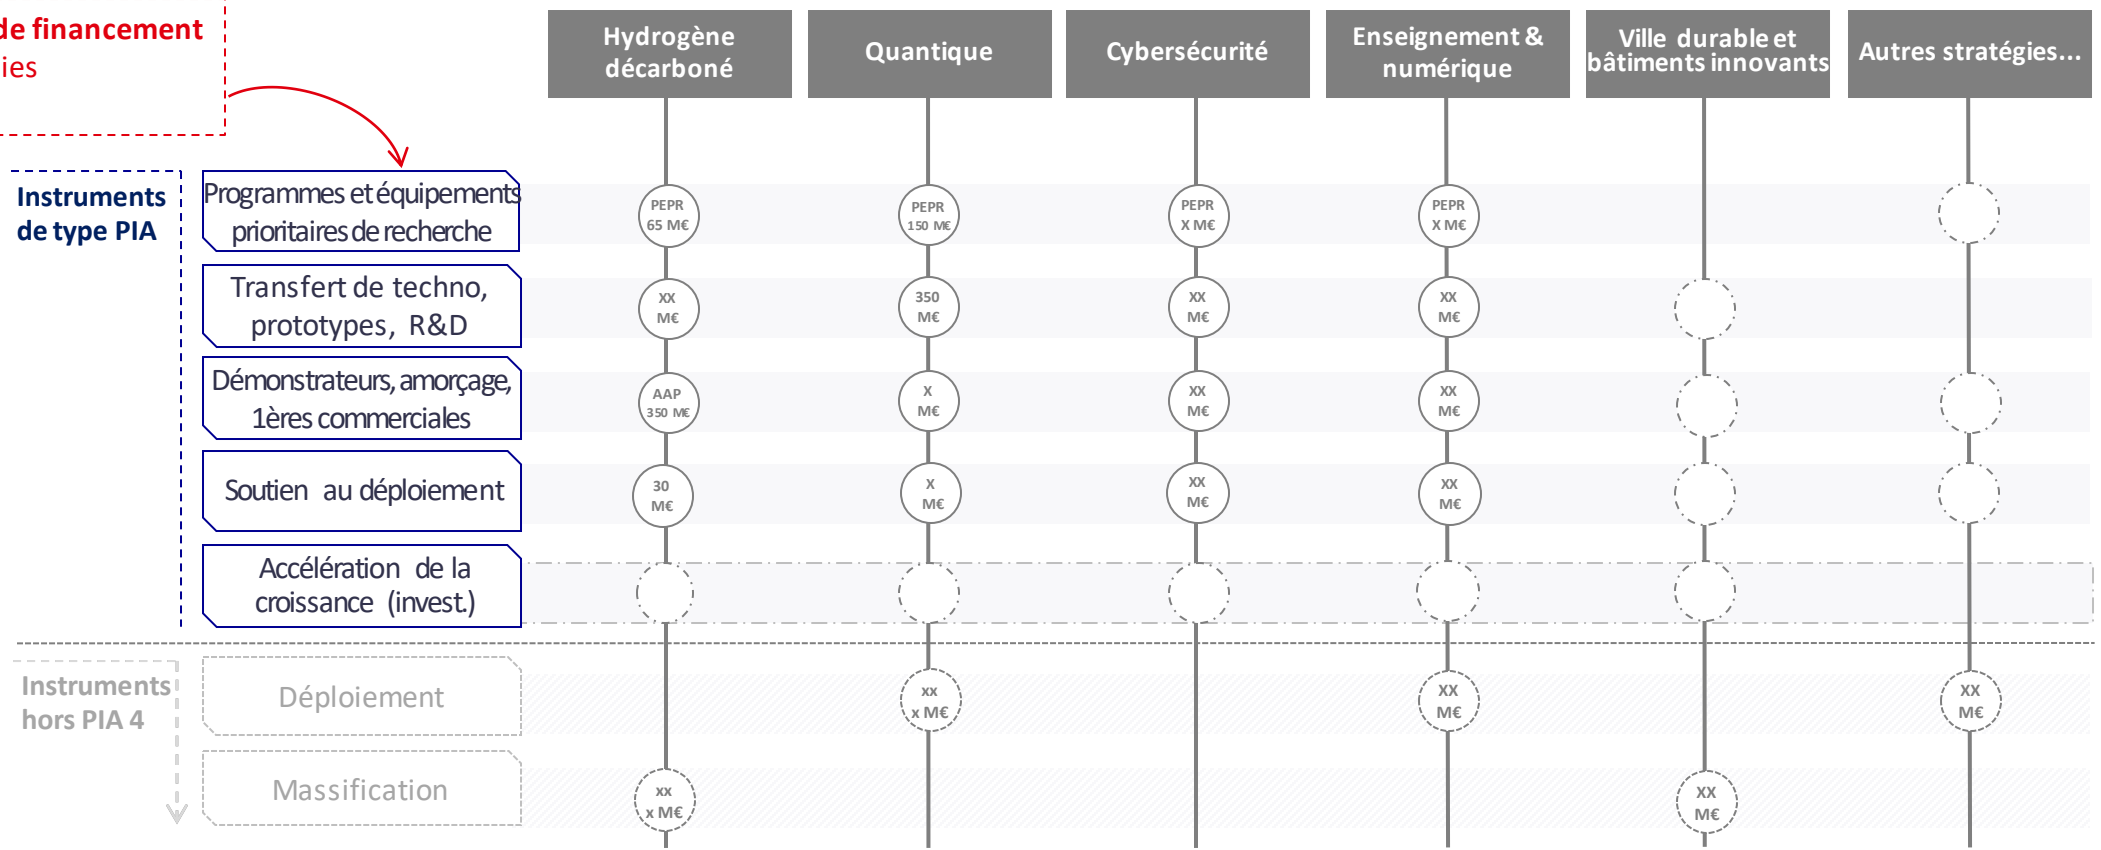 de financement
ies
Hydrogène
décarboné
Quantique
Cybersécurité
Enseignement &
numérique
Ville durable et
bâtiments innovants
Autres stratégies...
Instruments
de type PIA
Programmes et équipements
prioritaires de recherche
PEPR
65 M€
PEPR
150 M€
PEPR
X M€
PEPR
X M€
Transfert de techno,
prototypes, R&D
XX
M€
350
M€
XX
M€
XX
M€
Démonstrateurs, amorçage,
1ères commerciales
AAP
350 M€
X
M€
XX
M€
XX
M€
Soutien au déploiement
30
M€
X
M€
XX
M€
XX
M€
Accélération de la
croissance (invest.)
Instruments
hors PIA 4
Déploiement
xx
x M€
XX
M€
XX
M€
Massification
xx
x M€
XX
M€